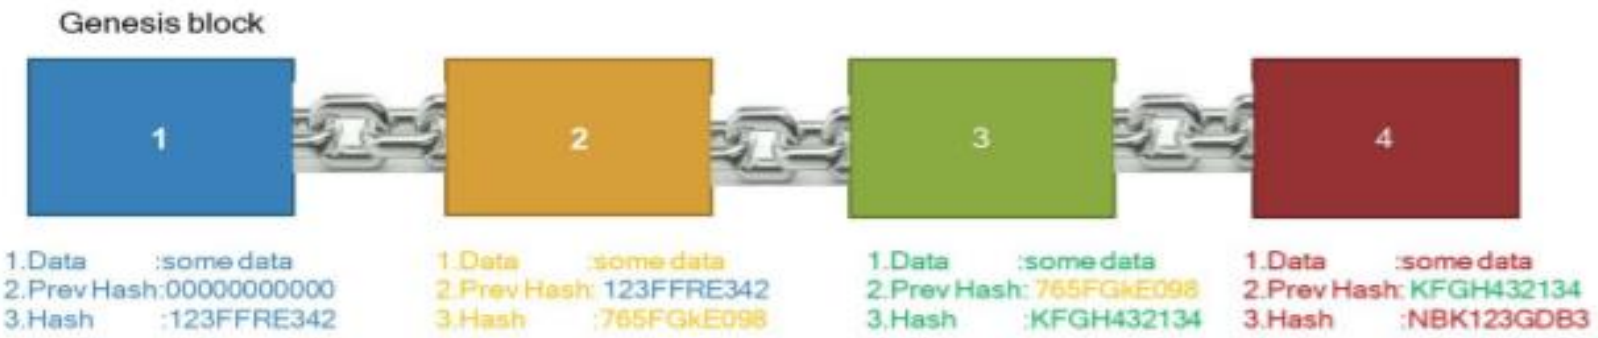 Genesis block
1
2
3
4
1.Data :some data
2.Prev Hash:00000000000
3.Hash :123FFRE342
1.Data :some data
2.Prev Hash: 123FFRE342
3.Hash :765FGkE098
1.Data :some data
2.Prev Hash: 765FGkE098
3.Hash :KFGH432134
1.Data :some data
2.Prev Hash: KFGH432134
3.Hash :NBK123GDB3